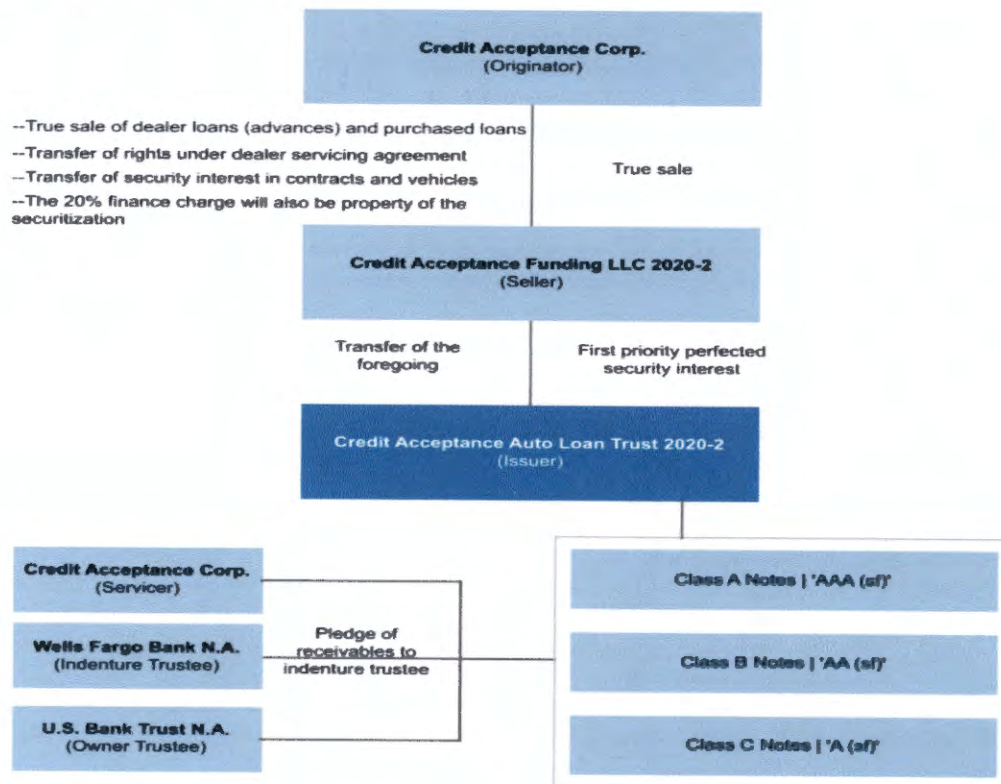 Credit Acceptance Corp.
(Originator)
--True sale of dealer loans (advances) and purchased loans
--Transfer of rights under dealer servicing agreement
--Transfer of security interest in contracts and vehicles
--The 20% finance charge will also be property of the
securitization
True sale
Credit Acceptance Funding LLC 2020-2
(Seller)
Transfer of the
foregoing
First priority perfected
security interest
Credit Acceptance Auto Loan Trust 2020-2
(Issuer)
Credit Acceptance Corp.
(Servicer)
Wells Fargo Bank N.A.
(Indenture Trustee)
U.S. Bank Trust N.A.
(Owner Trustee)
Pledge of
receivables to
indenture trustee
Class A Notes | 'AAA (sf)'
Class B Notes | 'AA (sf)'
Class C Notes | 'A (sf)'